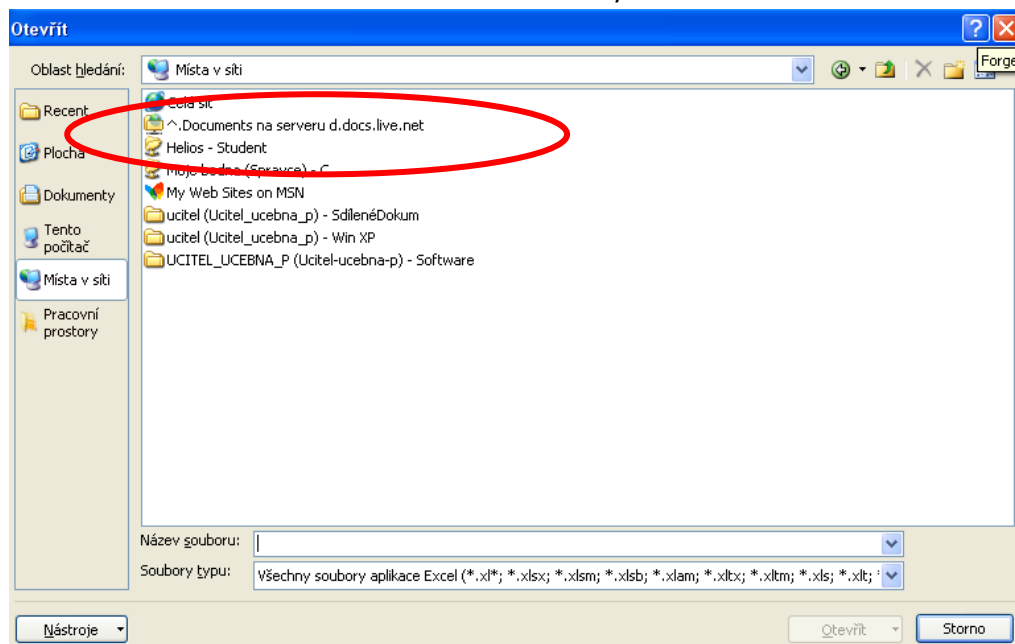 Otevřít
Oblast hledání: Místa v síti
Forge
Recent
Plocha
Dokumenty
Tento
počítač
Místa v síti
Pracovní
prostory
Celá síť
^.Documents na serveru d.docs.live.net
Helios - Student
Moje bedna (Spravce) - C
My Web Sites on MSN
ucitel (Ucitel_ucebna_p) - SdílenéDokum
ucitel (Ucitel_ucebna_p) - Win XP
UCITEL_UCEBNA_P (Ucitel-ucebna-p) - Software
Název souboru:
Soubory typu: Všechny soubory aplikace Excel (*.xl*; *.xlsx; *.xlsm; *.xlsb; *.xlam; *.xltx; *.xltm; *.xls; *.xlt; *
Nástroje Otevřít Storno